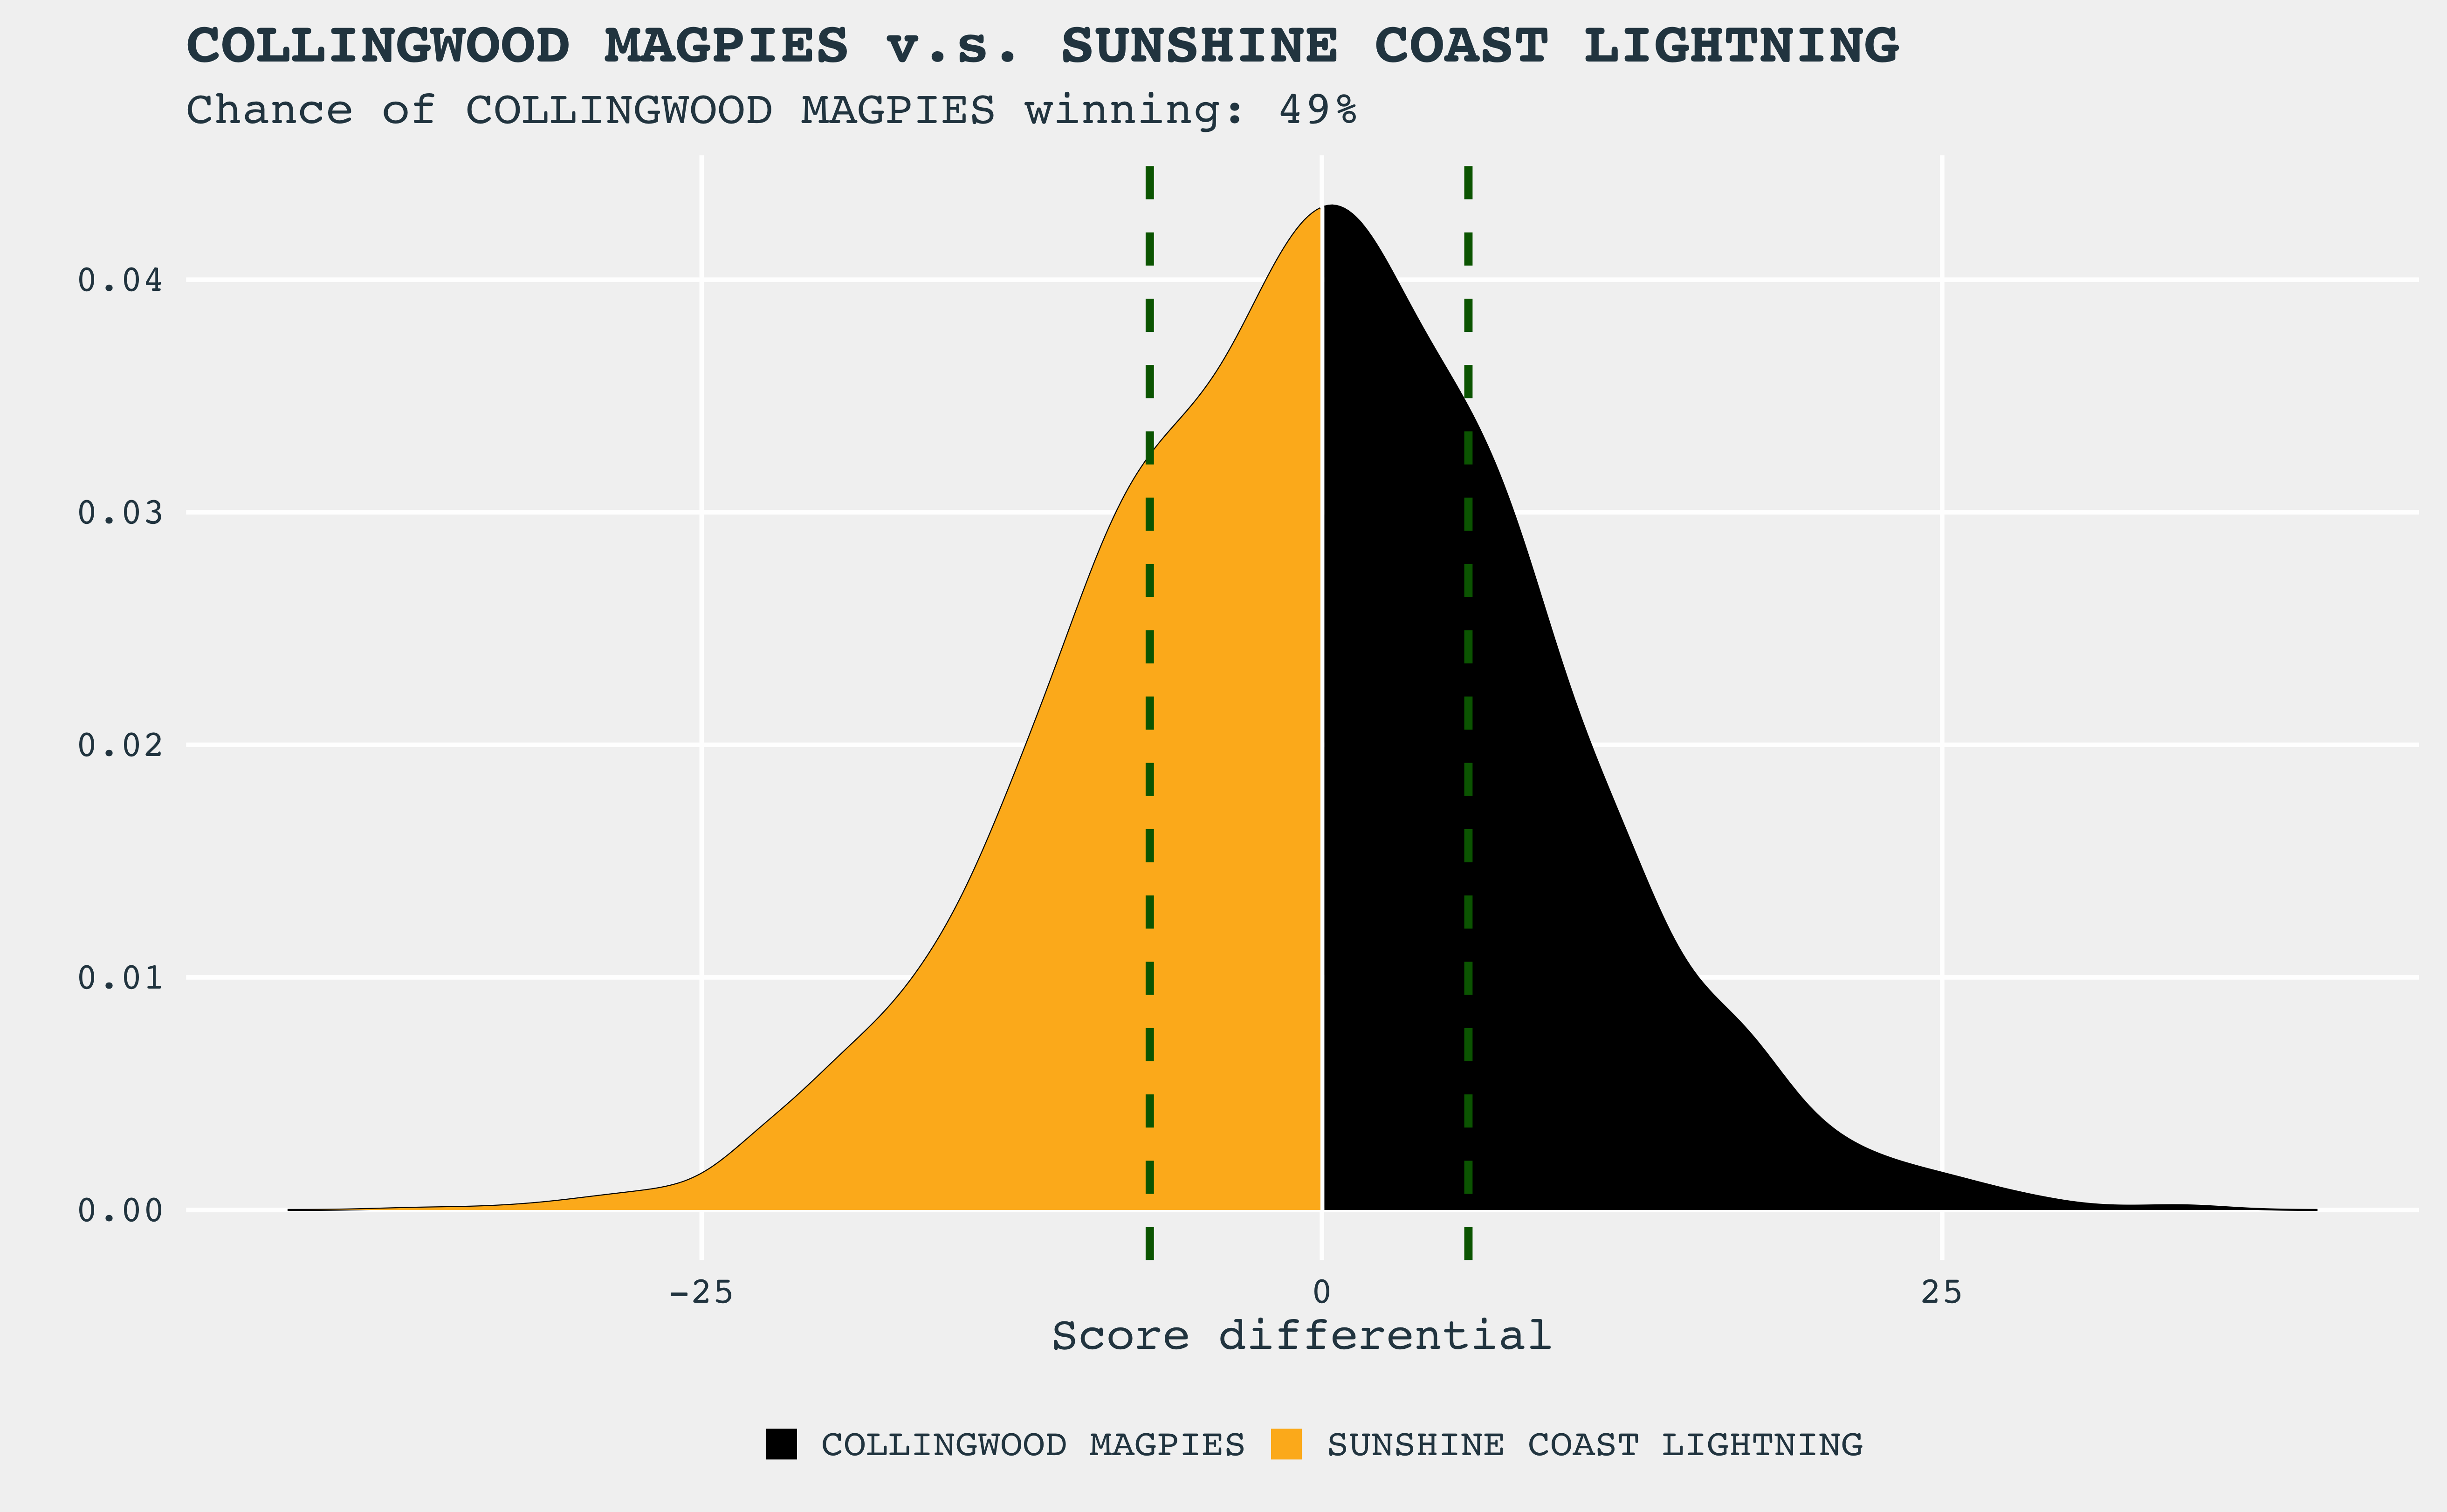 COLLINGWOOD MAGPIES v.s. SUNSHINE COAST LIGHTNING
Chance of COLLINGWOOD MAGPIES winning: 49%
0.04
0.03
0.02
0.01
0.00
-25 0 25
Score differential
COLLINGWOOD MAGPIES SUNSHINE COAST LIGHTNING